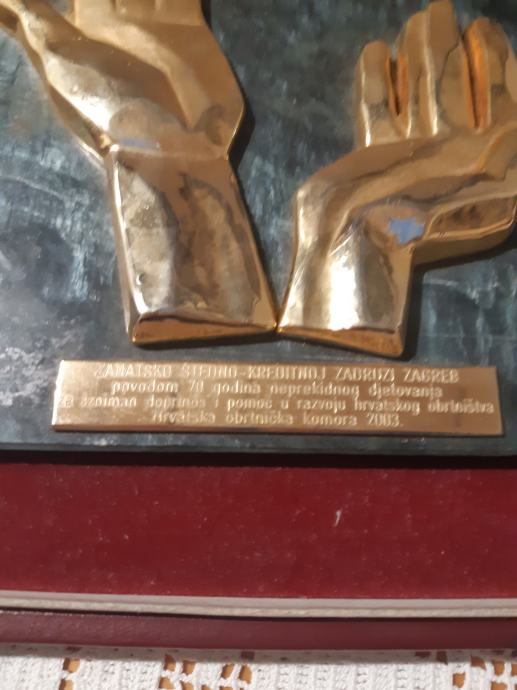 ZANATSKO ŠTEDNO-KREDITNOJ ZADRUZI ZAGREB
povodom 70 godina neprekidnog djelovanja
za izniman doprinos i pomoć u razvoju hrvatskog obrtništva
Hrvatska obrtnička komora 2003.